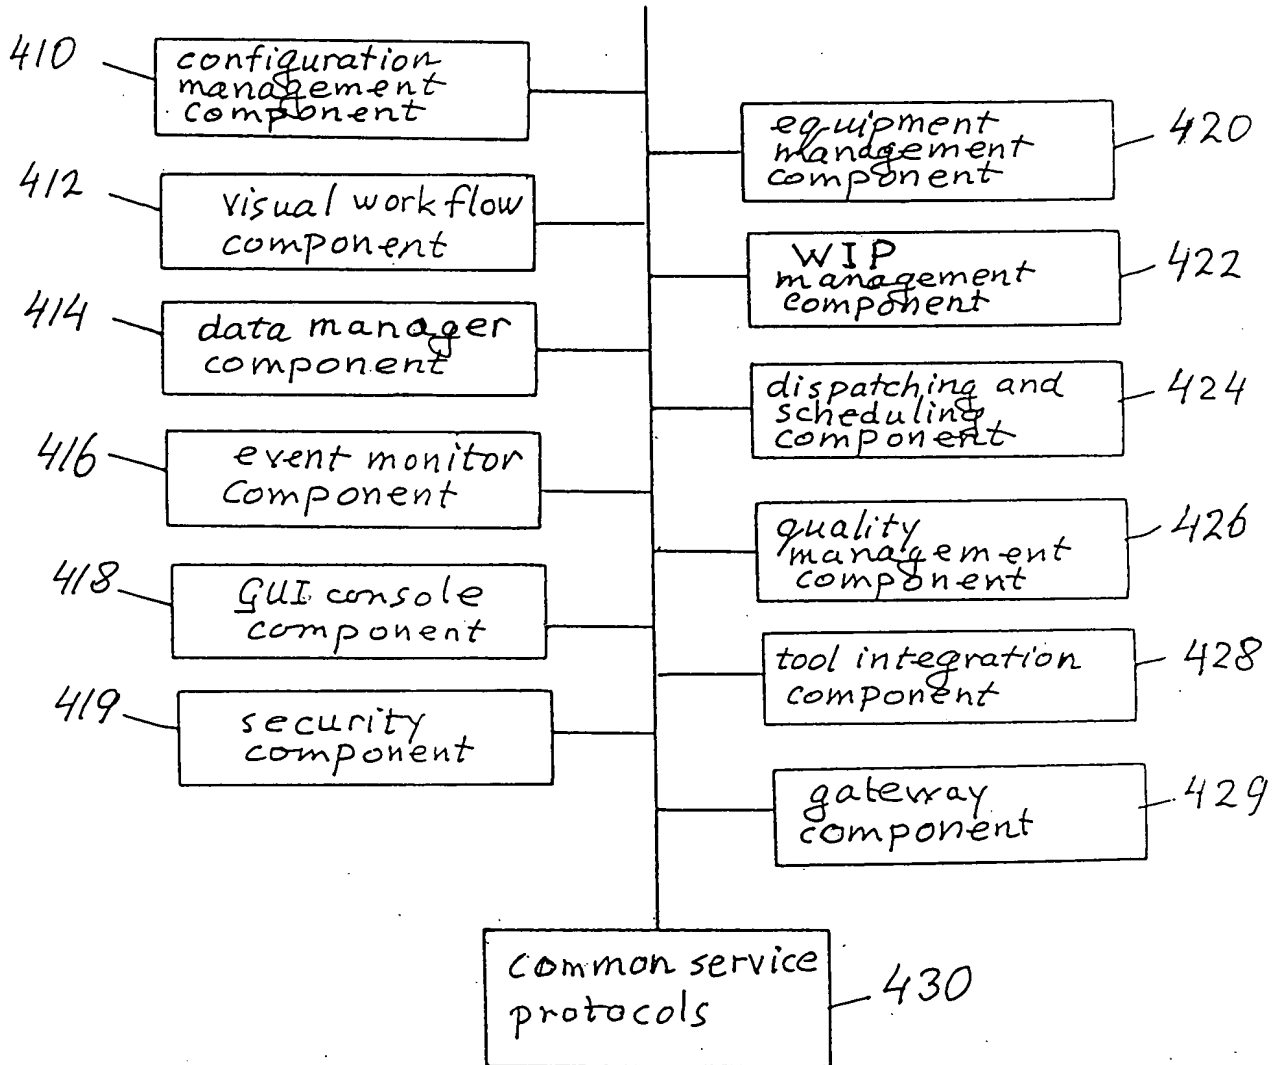 410
configuration
management
component
412
visual workflow
component
414
data manager
component
416
event monitor
component
418
GUI console
component
419
security
component
equipment
management
component
420
WIP
management
component
422
dispatching and
scheduling
component
424
quality
management
component
426
tool integration
component
428
gateway
component
429
common service
protocols
430